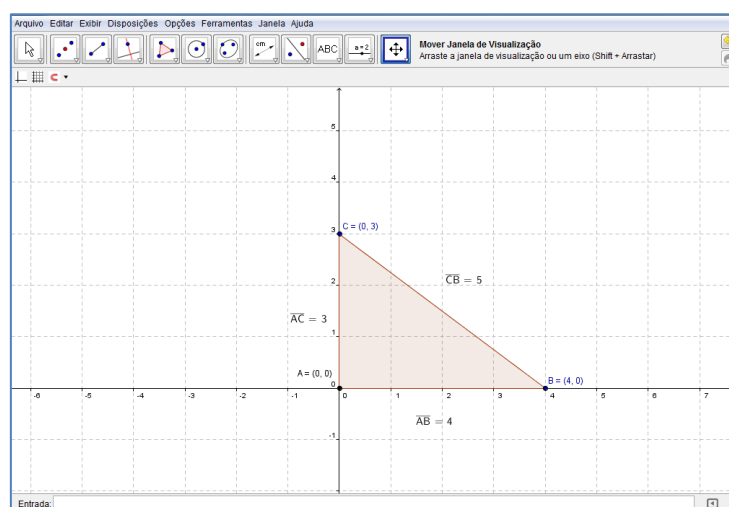 Arquivo Editar Exibir Disposições Opções Ferramentas Janela Ajuda
cm ABC a = 2
Mover Janela de Visualização
Arraste a janela de visualização ou um eixo (Shift + Arrastar)
5
4
3
C = (0, 3)
2
CB = 5
AC = 3
1
A = (0, 0)
0
B = (4, 0)
-6 -5 -4 -3 -2 -1 0 1 2 3 4 5 6 7
AB = 4
-1
Entrada: